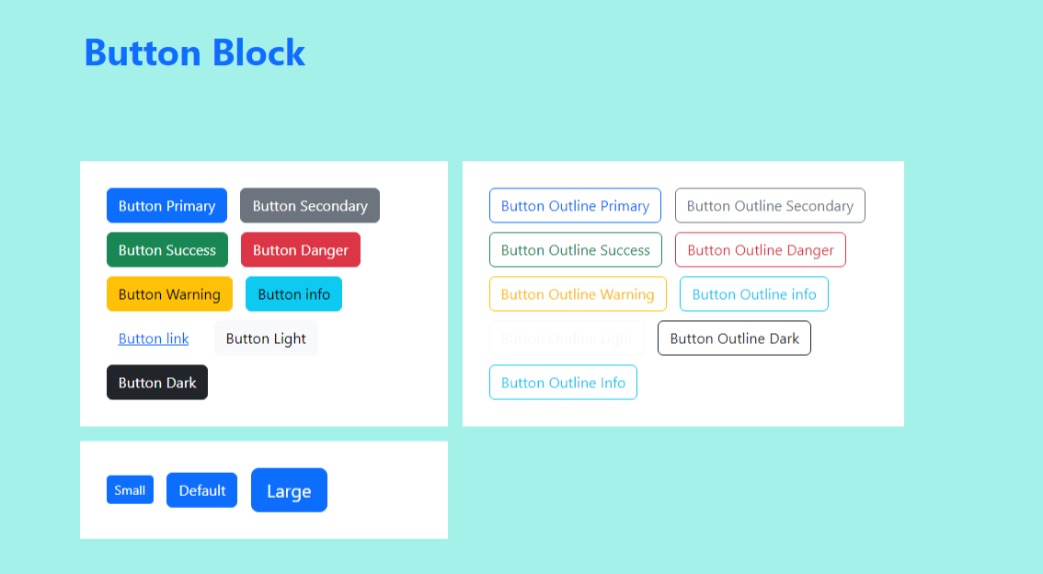 Button Block
Button Primary Button Secondary
Button Success Button Danger
Button Warning Button info
Button link Button Light
Button Dark
Button Outline Primary Button Outline Secondary
Button Outline Success Button Outline Danger
Button Outline Warning Button Outline info
Button Outline Light Button Outline Dark
Button Outline Info
Small Default Large